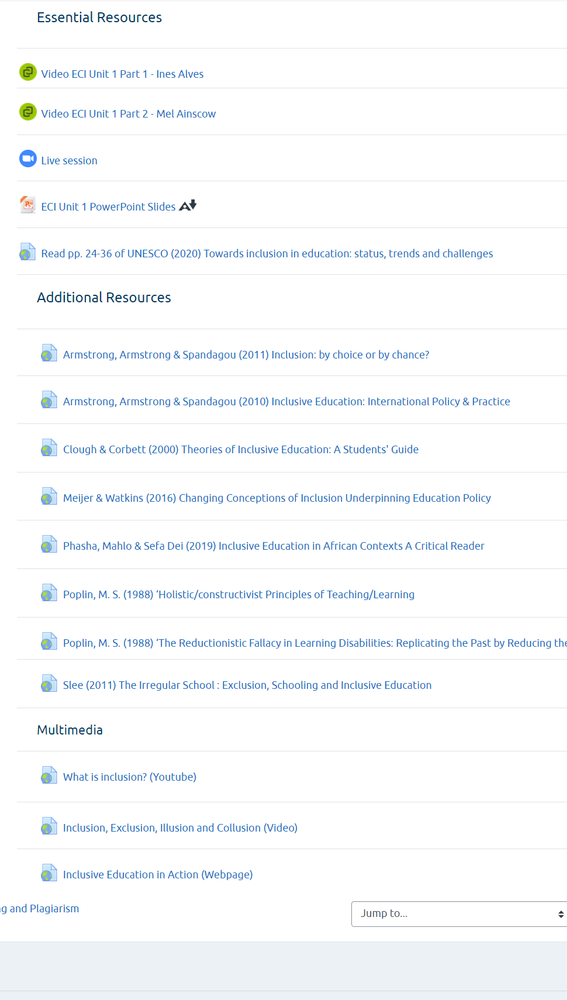 Essential Resources
Video ECI Unit 1 Part 1 - Ines Alves
Video ECI Unit 1 Part 2 - Mel Ainscow
Live session
ECI Unit 1 PowerPoint Slides
Read pp. 24-36 of UNESCO (2020) Towards inclusion in education: status, trends and challenges
Additional Resources
Armstrong, Armstrong & Spandagou (2011) Inclusion: by choice or by chance?
Armstrong, Armstrong & Spandagou (2010) Inclusive Education: International Policy & Practice
Clough & Corbett (2000) Theories of Inclusive Education: A Students' Guide
Meijer & Watkins (2016) Changing Conceptions of Inclusion Underpinning Education Policy
Phasha, Mahlo & Sefa Dei (2019) Inclusive Education in African Contexts A Critical Reader
Poplin, M. S. (1988) ‘Holistic/constructivist Principles of Teaching/Learning
Poplin, M. S. (1988) ‘The Reductionistic Fallacy in Learning Disabilities: Replicating the Past by Reducing the
Slee (2011) The Irregular School : Exclusion, Schooling and Inclusive Education
Multimedia
What is inclusion? (Youtube)
Inclusion, Exclusion, Illusion and Collusion (Video)
Inclusive Education in Action (Webpage)
and Plagiarism
Jump to...